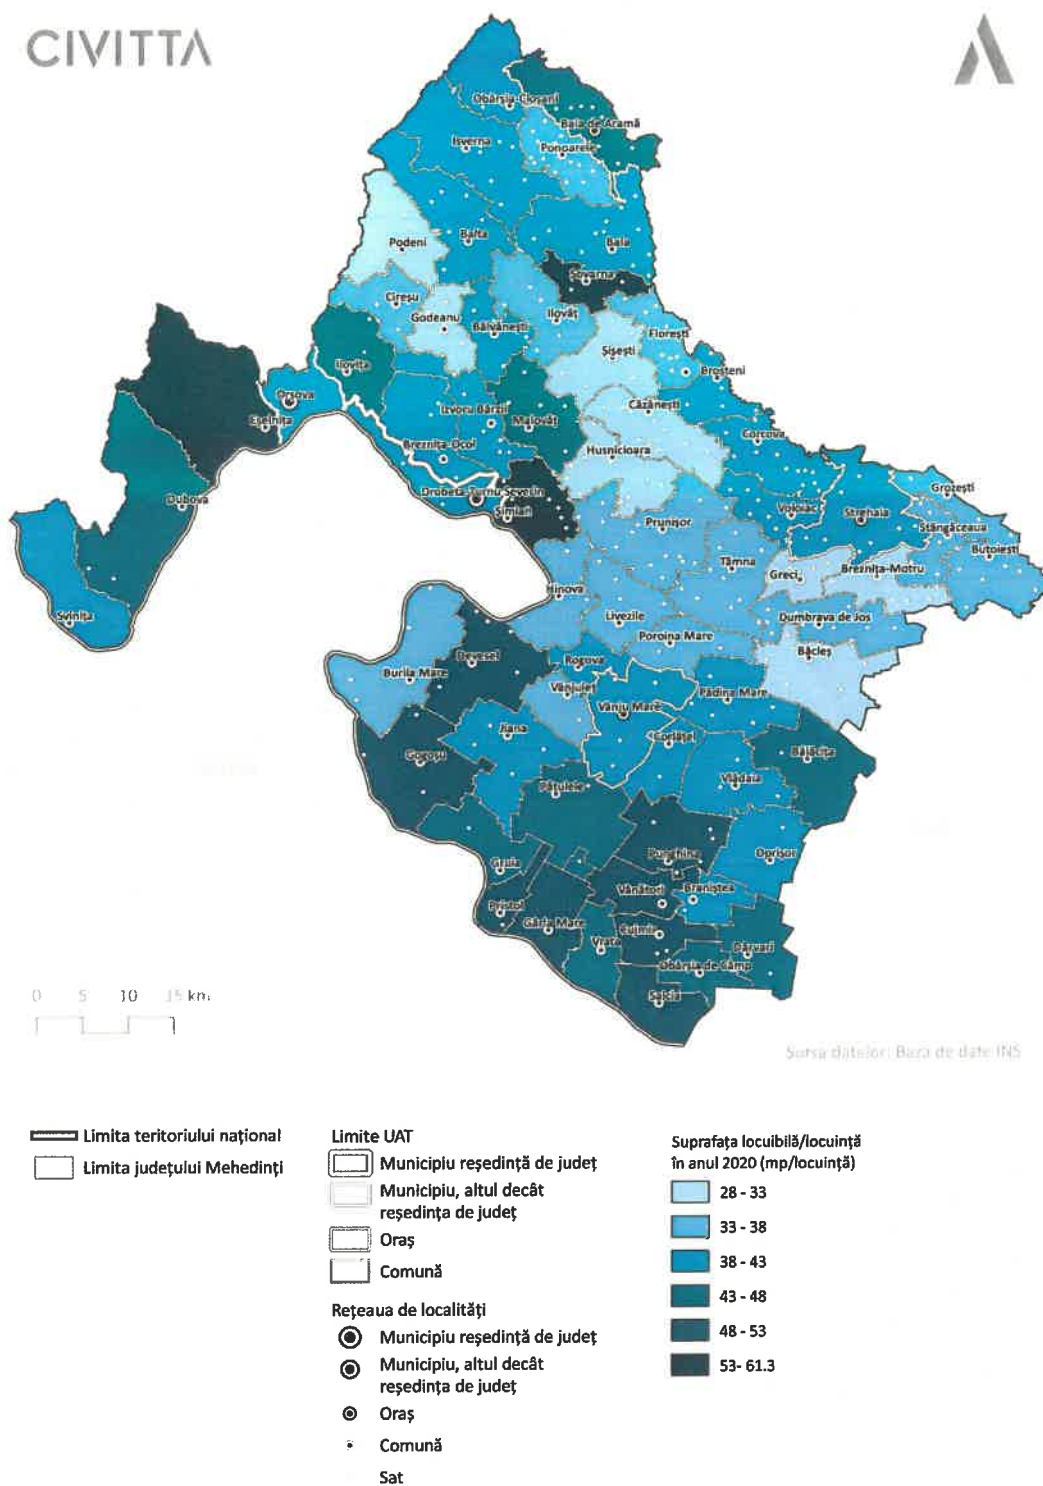 CIVITTA
Obârșia-Cloșani
Baia de Aramă
Isverna
Ponoarele
Podeni
Balta
Bala
Șovarna
Cireșu
Godeanu
Ilovăț
Bâlvănești
Florești
Șișești
Ilovița
Broșteni
Orșova
Eșelnița
Izvoru Bârzii
Malovăț
Căzănești
Corcova
Breznița-Ocol
Husnicioara
Drobeta-Turnu Severin
Șimian
Grozești
Dubova
Voloiac
Strehaia
Prunișor
Stângăceaua
Butoiești
Tâmna
Greci
Breznița-Motru
Hinova
Svinița
Livezile
Dumbrava de Jos
Poroina Mare
Bâcleș
Devesel
Rogova
Burila Mare
Vânjuleț
Pădina Mare
Vânju Mare
Jiana
Corlățel
Gogoșu
Bălăcița
Vlădaia
Pătulele
Gruia
Punghina
Oprișor
Vânători
Braniștea
Pristol
Gârla Mare
Cujmir
Vrata
Dârvari
Obârșia de Câmp
Salcia
0 5 10 15 km
Sursa datelor: Baza de date INS
Limita teritoriului național
Limita județului Mehedinți
Limite UAT
Municipiu reședință de județ
Municipiu, altul decât
reședința de județ
Oraș
Comună
Rețeaua de localități
Municipiu reședință de județ
Municipiu, altul decât
reședința de județ
Oraș
Comună
Sat
Suprafața locuibilă/locuință
în anul 2020 (mp/locuință)
28 - 33
33 - 38
38 - 43
43 - 48
48 - 53
53- 61.3